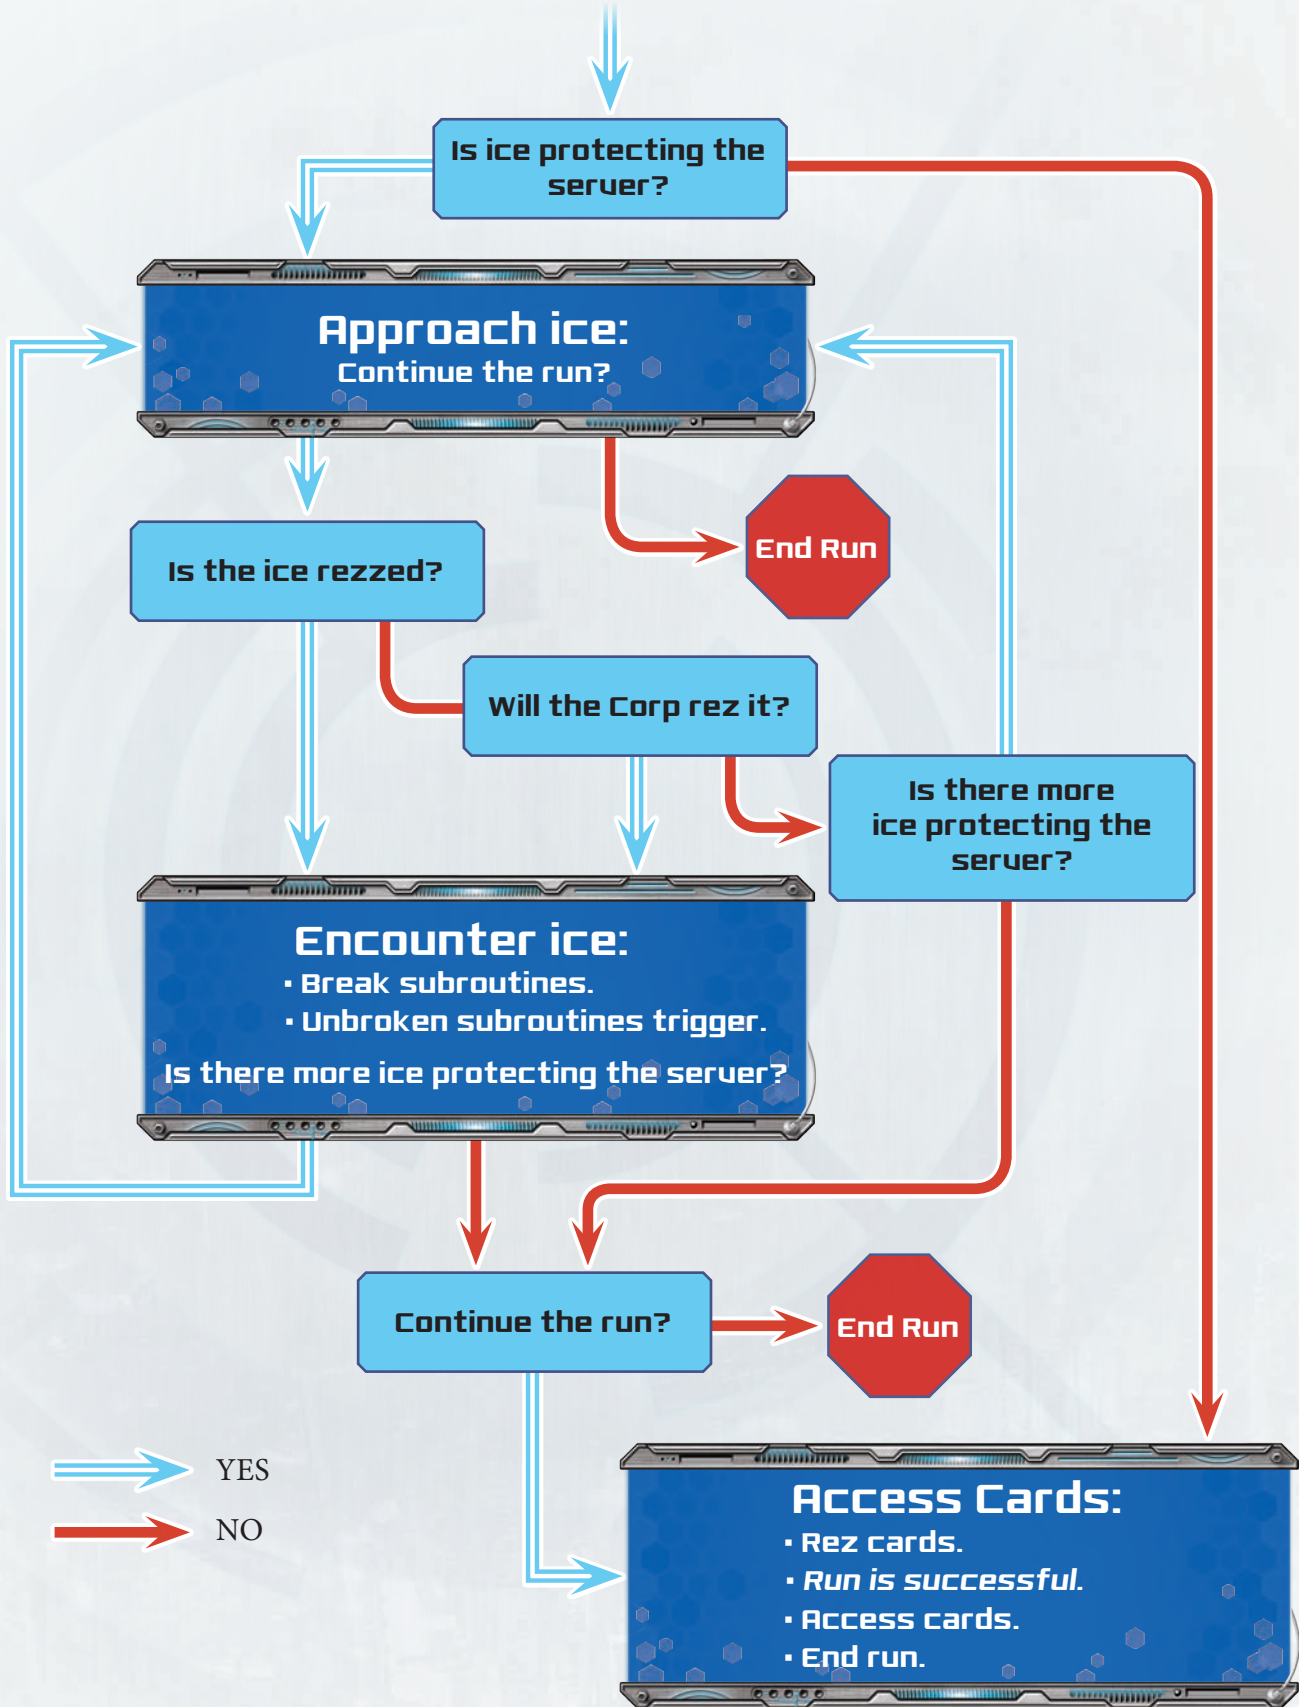 Is ice protecting the
server?
Approach ice:
Continue the run?
End Run
Is the ice rezzed?
Will the Corp rez it?
Is there more
ice protecting the
server?
Encounter ice:
· Break subroutines.
· Unbroken subroutines trigger.
Is there more ice protecting the server?
Continue the run?
End Run
YES
NO
Access Cards:
· Rez cards.
· Run is successful.
· Access cards.
· End run.